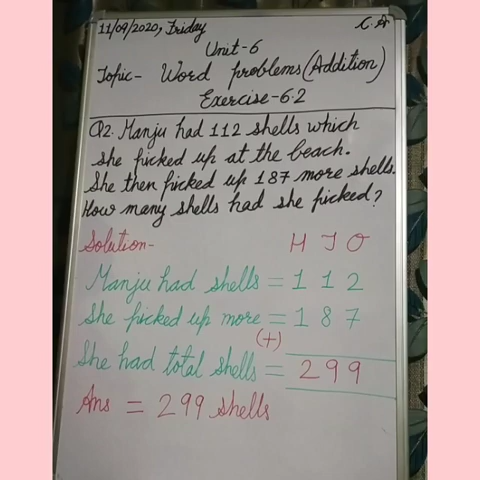 11/09/2020, Friday C.A
Unit-6
Topic- Word problems (Addition)
Exercise-6.2
Q2. Manju had 112 shells which
she picked up at the beach.
She then picked up 187 more shells.
How many shells had she picked?
Solution- H T O
Manju had shells = 1 1 2
She picked up more = 1 8 7
(+)
She had total shells = 2 9 9
Ans = 299 shells